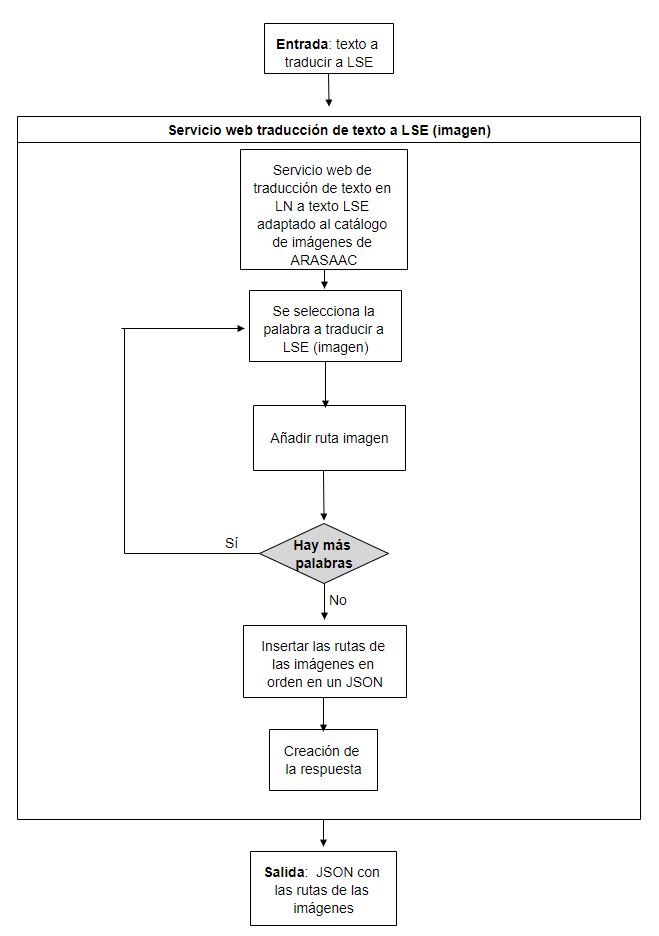 Entrada: texto a
traducir a LSE
Servicio web traducción de texto a LSE (imagen)
Servicio web de
traducción de texto en
LN a texto LSE
adaptado al catálogo
de imágenes de
ARASAAC
Se selecciona la
palabra a traducir a
LSE (imagen)
Añadir ruta imagen
Sí
Hay más
palabras
No
Insertar las rutas de
las imágenes en
orden en un JSON
Creación de
la respuesta
Salida: JSON con
las rutas de las
imágenes